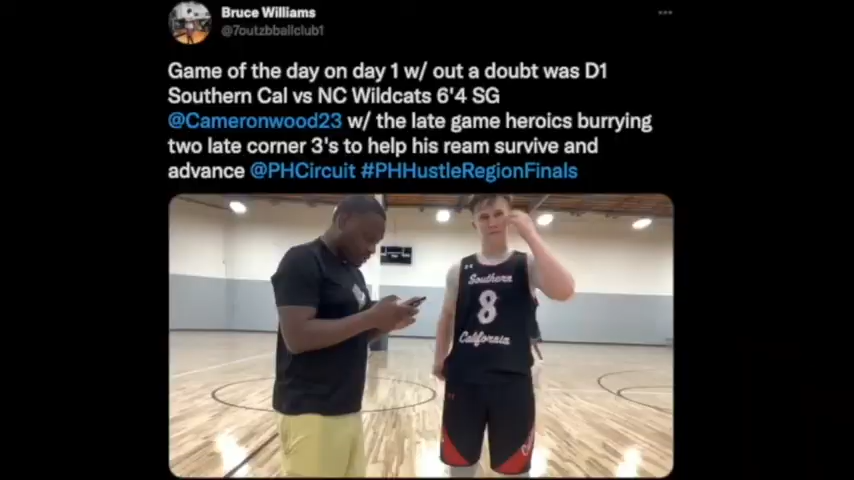 Bruce Williams
@7outzbballclub1
Game of the day on day 1 w/ out a doubt was D1
Southern Cal vs NC Wildcats 6'4 SG
@Cameronwood23 w/ the late game heroics burrying
two late corner 3's to help his ream survive and
advance @PHCircuit #PHHustleRegionFinals
Southern
8
California